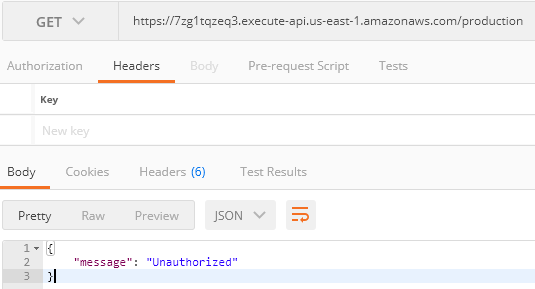 GET https://7zg1tqzeq3.execute-api.us-east-1.amazonaws.com/production
Authorization Headers Body Pre-request Script Tests
Key
New key
Body Cookies Headers (6) Test Results
Pretty Raw Preview JSON
1 {
2 "message": "Unauthorized"
3 }